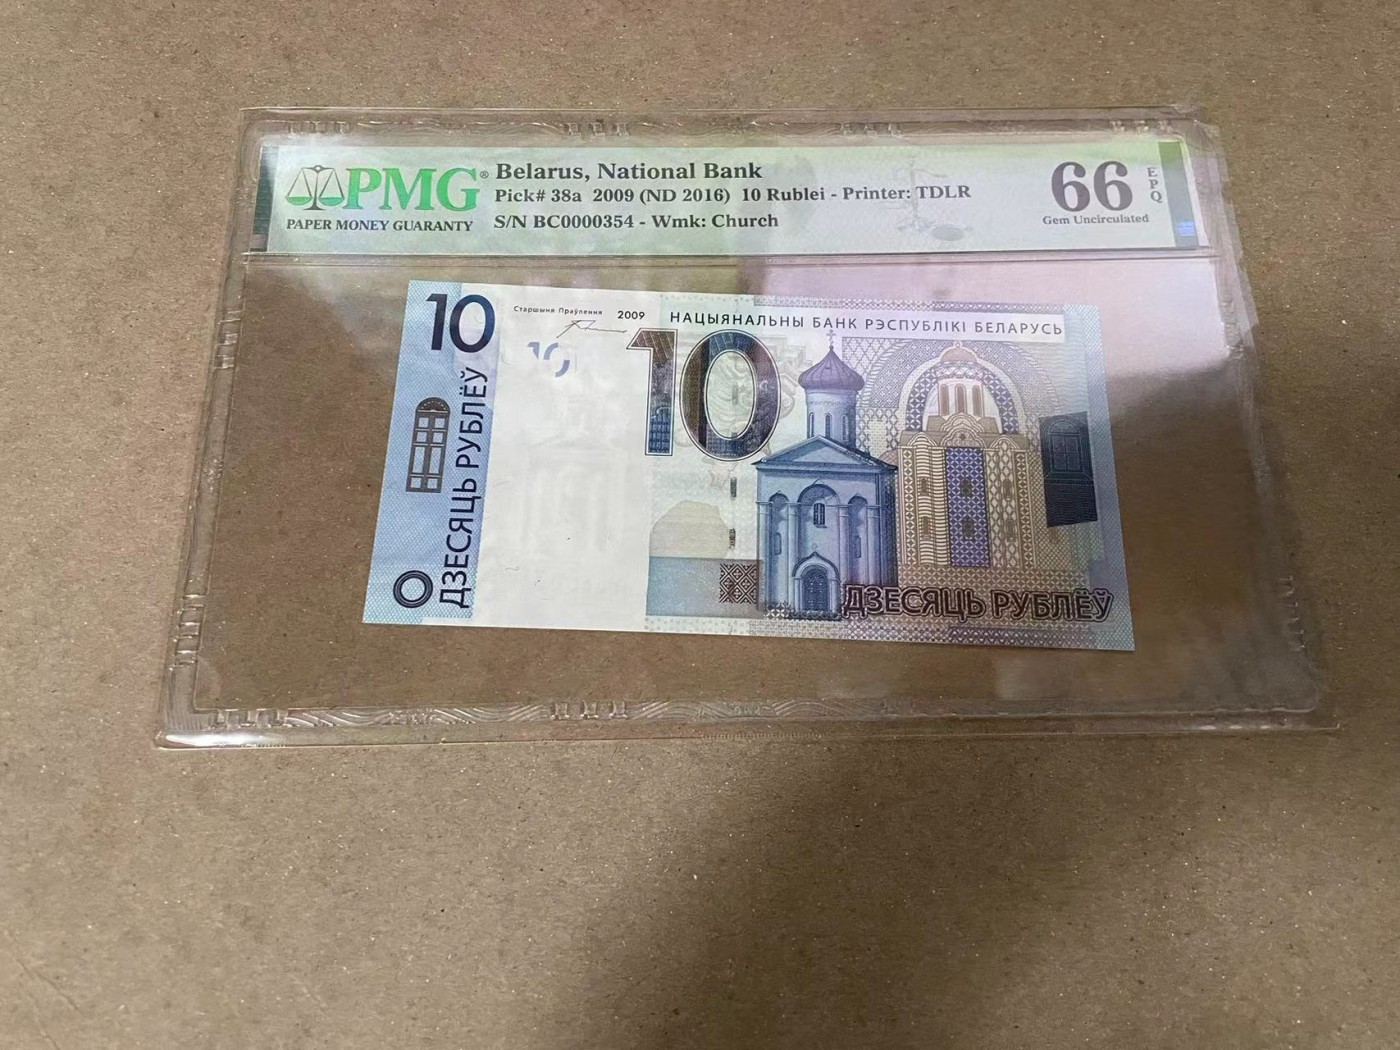 PMG®
PAPER MONEY GUARANTY
Belarus, National Bank
Pick# 38a 2009 (ND 2016) 10 Rublei - Printer: TDLR
S/N BC0000354 - Wmk: Church
66
EPQ
Gem Uncirculated
10
Старшыня Праўлення 2009
НАЦЫЯНАЛЬНЫ БАНК РЭСПУБЛІКІ БЕЛАРУСЬ
10
10
ДЗЕСЯЦЬ РУБЛЁЎ
ДЗЕСЯЦЬ РУБЛЁЎ